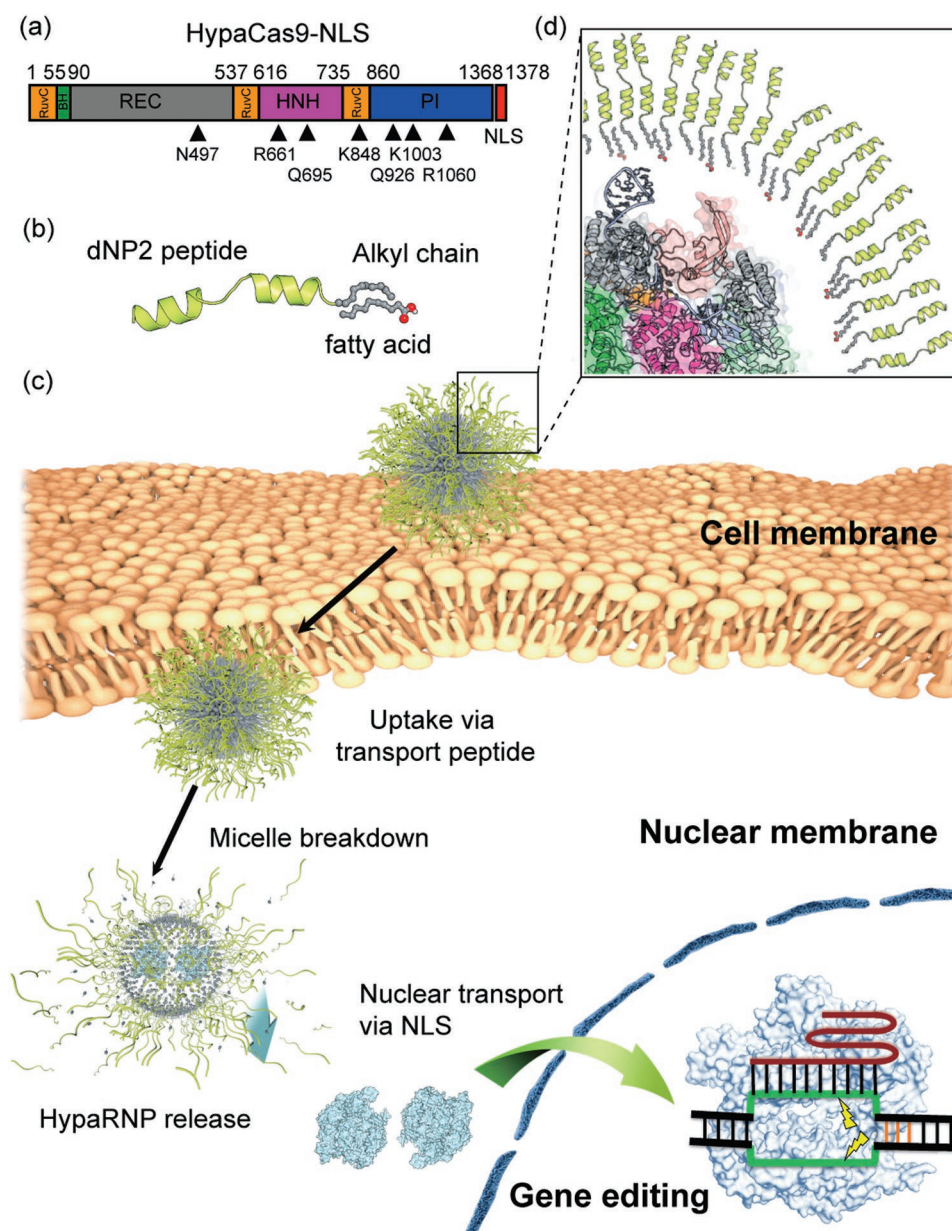 (a)
HypaCas9-NLS
1 5590 537 616 735 860 1368 1378
RuvC BH REC RuvC HNH RuvC PI
NLS
N497 R661 K848 K1003
Q695 Q926 R1060
(b)
dNP2 peptide
Alkyl chain
fatty acid
(c)
(d)
Cell membrane
Uptake via
transport peptide
Micelle breakdown
Nuclear membrane
Nuclear transport
via NLS
HypaRNP release
Gene editing